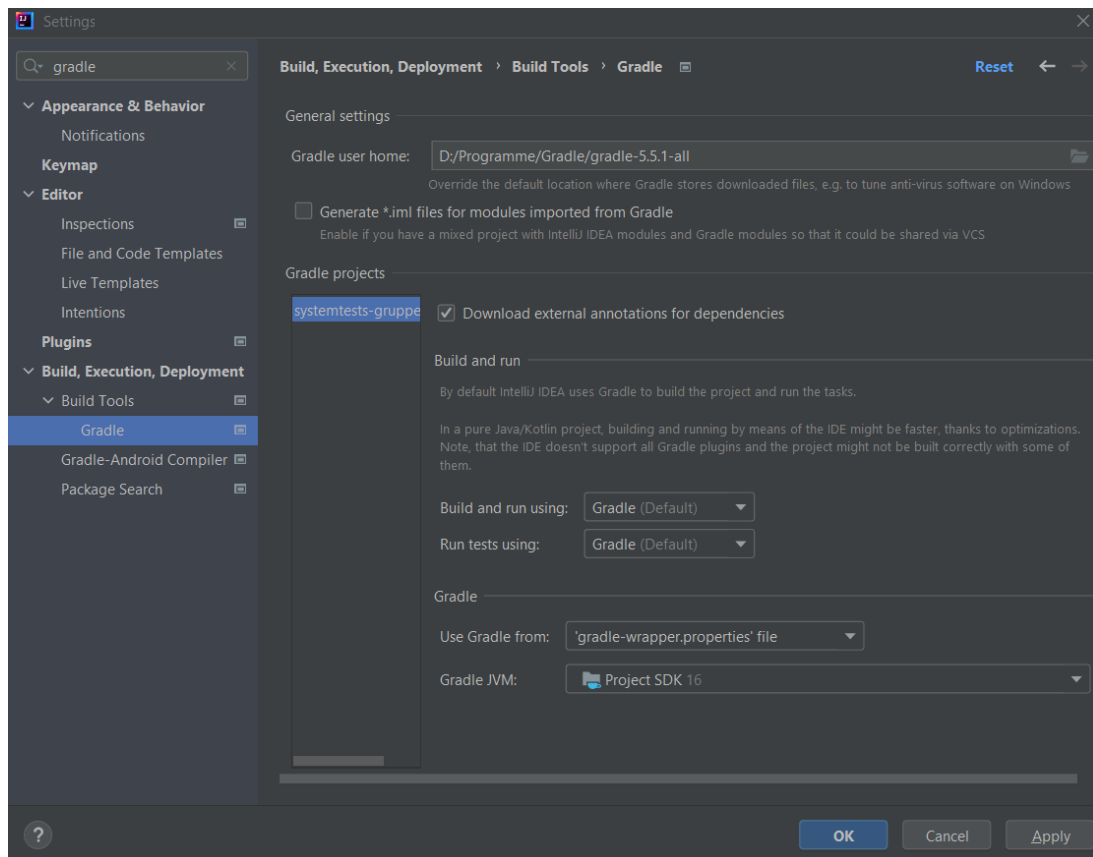 Settings
gradle
Appearance & Behavior
Notifications
Keymap
Editor
Inspections
File and Code Templates
Live Templates
Intentions
Plugins
Build, Execution, Deployment
Build Tools
Gradle
Gradle-Android Compiler
Package Search
Build, Execution, Deployment › Build Tools › Gradle
Reset
General settings
Gradle user home: D:/Programme/Gradle/gradle-5.5.1-all
Override the default location where Gradle stores downloaded files, e.g. to tune anti-virus software on Windows
Generate *.iml files for modules imported from Gradle
Enable if you have a mixed project with IntelliJ IDEA modules and Gradle modules so that it could be shared via VCS
Gradle projects
systemtests-gruppe
Download external annotations for dependencies
Build and run
By default IntelliJ IDEA uses Gradle to build the project and run the tasks.
In a pure Java/Kotlin project, building and running by means of the IDE might be faster, thanks to optimizations.
Note, that the IDE doesn't support all Gradle plugins and the project might not be built correctly with some of
them.
Build and run using: Gradle (Default)
Run tests using: Gradle (Default)
Gradle
Use Gradle from: 'gradle-wrapper.properties' file
Gradle JVM: Project SDK 16
?
OK
Cancel
Apply